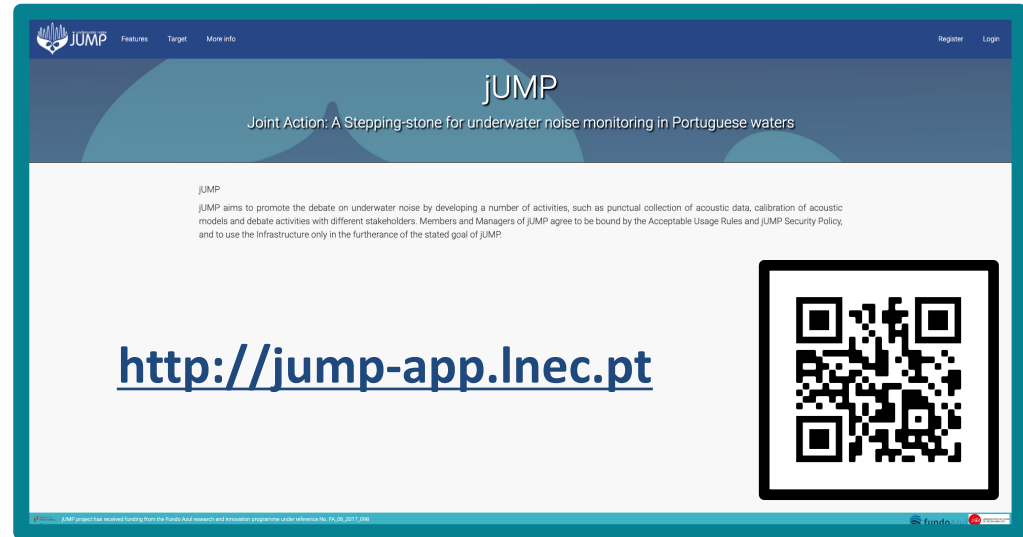 jUMP Features Target More info Register Login
jUMP
Joint Action: A Stepping-stone for underwater noise monitoring in Portuguese waters
jUMP
jUMP aims to promote the debate on underwater noise by developing a number of activities, such as punctual collection of acoustic data, calibration of acoustic
models and debate activities with different stakeholders. Members and Managers of jUMP agree to be bound by the Acceptable Usage Rules and jUMP Security Policy,
and to use the Infrastructure only in the furtherance of the stated goal of jUMP.
http://jump-app.lnec.pt
jUMP project has received funding from the Fundo Azul research and innovation programme under reference No. FA_06_2017_098
fundo